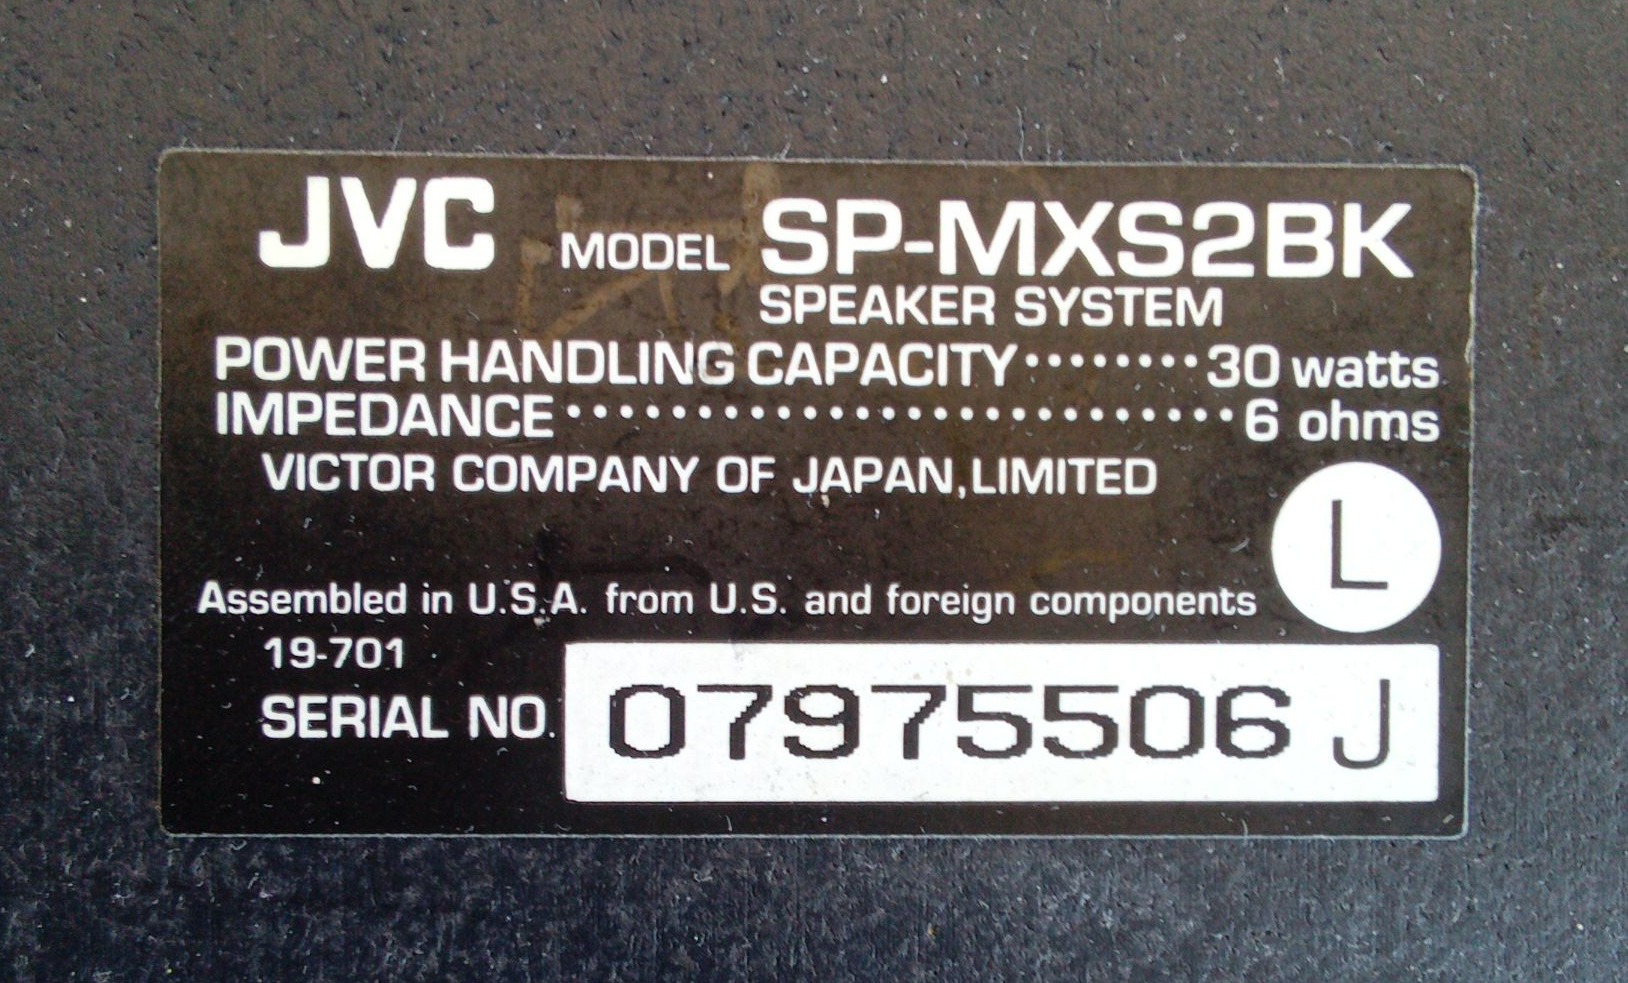 JVC MODEL SP-MXS2BK
SPEAKER SYSTEM
POWER HANDLING CAPACITY········30 watts
IMPEDANCE··························6 ohms
VICTOR COMPANY OF JAPAN,LIMITED
L
Assembled in U.S.A. from U.S. and foreign components
19-701
SERIAL NO. 07975506 J